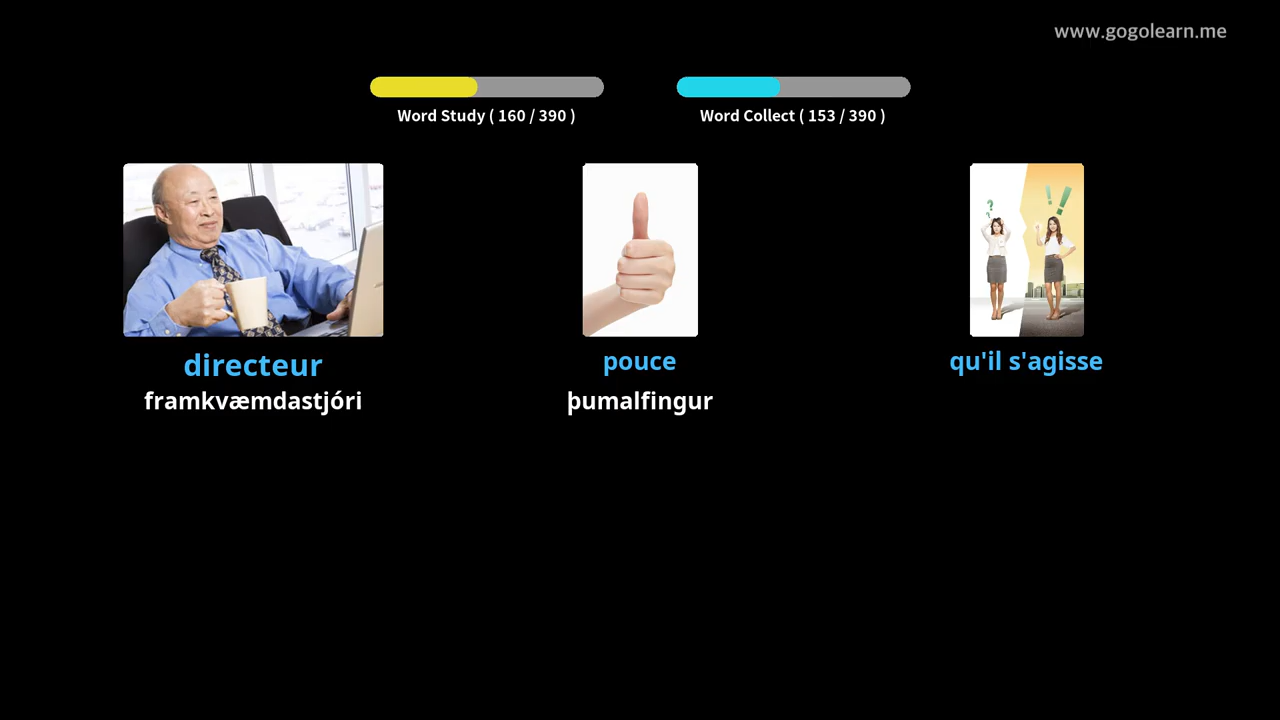 www.gogolearn.me
Word Study ( 160 / 390 )
Word Collect ( 153 / 390 )
directeur
pouce
qu'il s'agisse
framkvæmdastjóri
þumalfingur